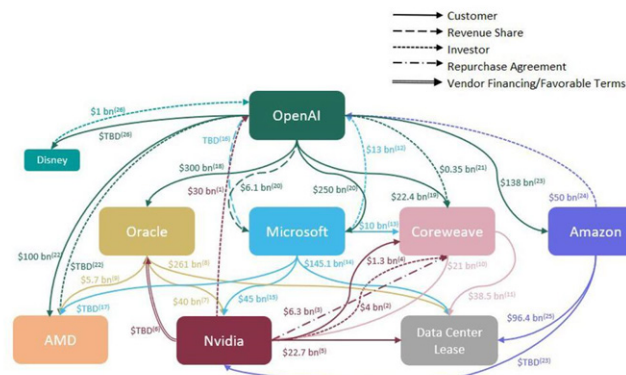 Customer
Revenue Share
Investor
Repurchase Agreement
Vendor Financing/Favorable Terms
$1 bn(28)
OpenAI
$TBD(28)
Disney
TBD(18)
$13 bn(12)
$300 bn(18)
$30 bn(1)
$6.1 bn(20)
$250 bn(20)
$0.35 bn(21)
$22.4 bn(19)
$138 bn(23)
$50 bn(24)
Oracle
Microsoft
$10 bn(13)
Coreweave
Amazon
$100 bn(22)
$TBD(22)
$5.7 bn(8)
$261 bn(9)
$145.1 bn(14)
$1.3 bn(4)
$21 bn(10)
$TBD(17)
$40 bn(7)
$45 bn(15)
$6.3 bn(3)
$4 bn(2)
$38.5 bn(11)
$96.4 bn(25)
AMD
$TBD(6)
Nvidia
$22.7 bn(5)
Data Center
Lease
$TBD(23)